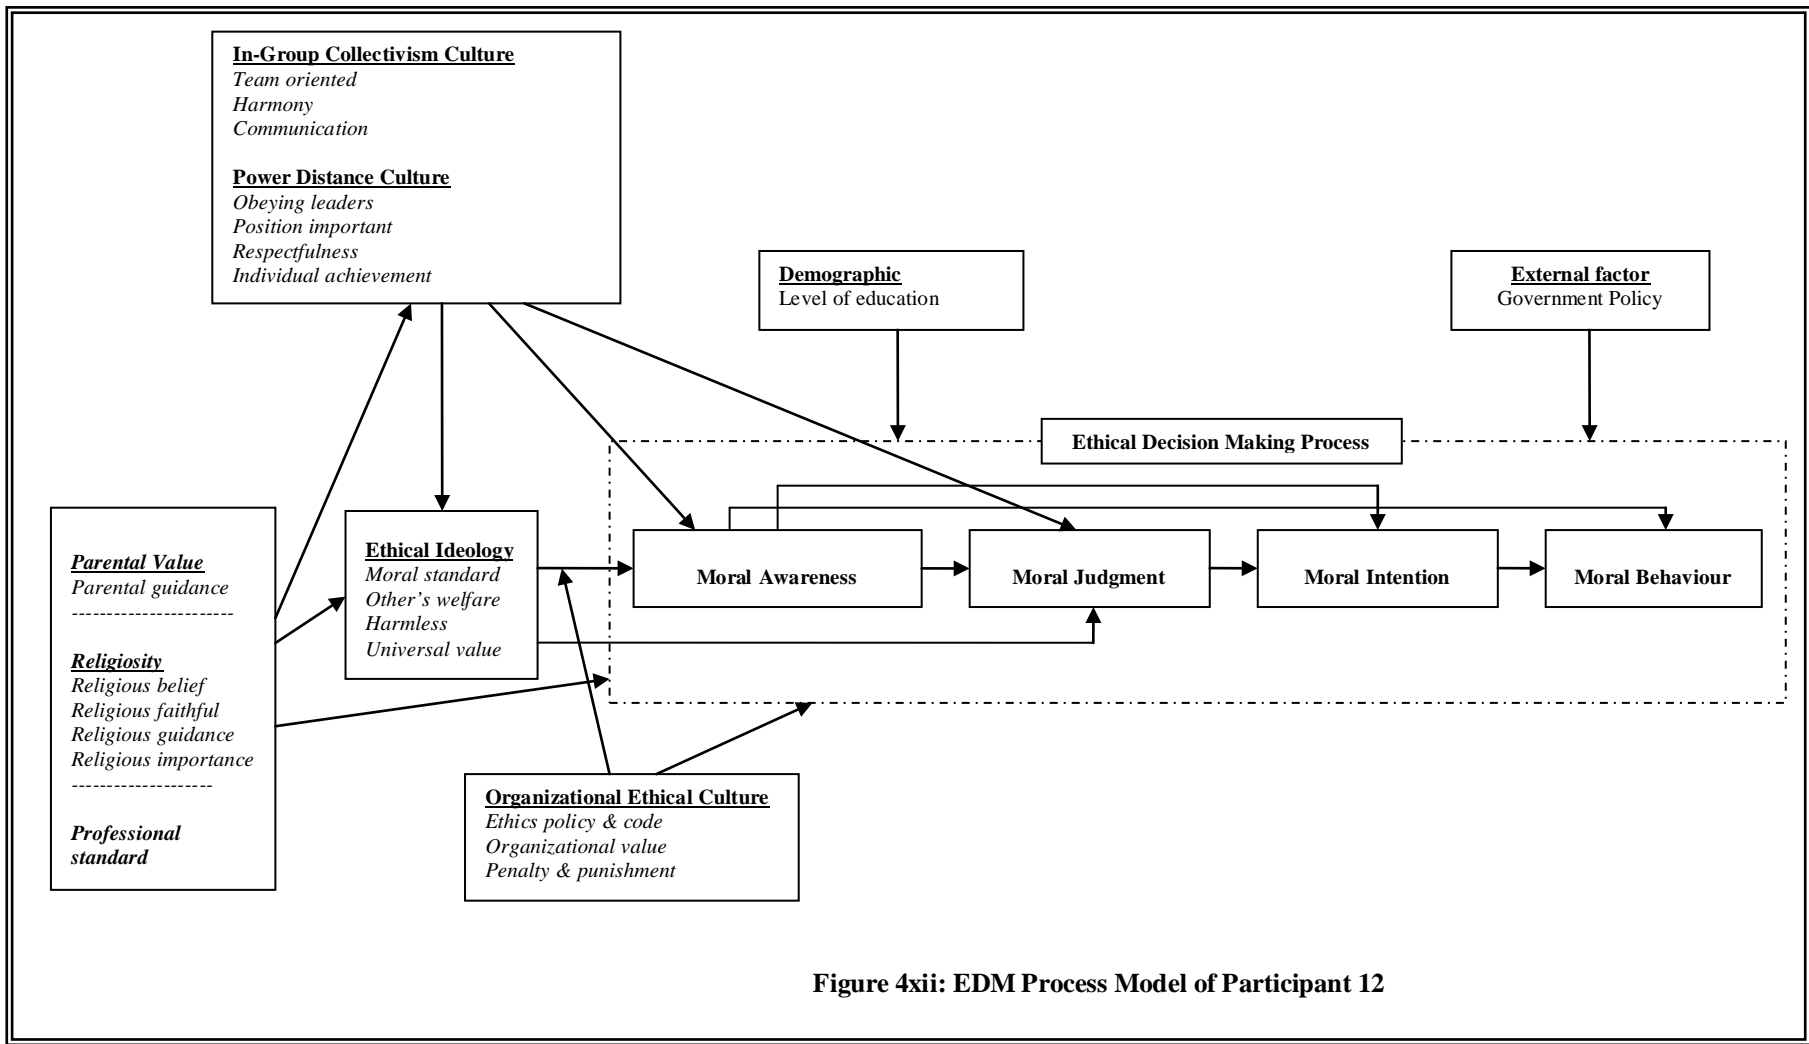 In-Group Collectivism Culture
Team oriented
Harmony
Communication
Power Distance Culture
Obeying leaders
Position important
Respectfulness
Individual achievement
Demographic
Level of education
External factor
Government Policy
Ethical Decision Making Process
Parental Value
Parental guidance
-----------------------
Religiosity
Religious belief
Religious faithful
Religious guidance
Religious importance
--------------------
Professional
standard
Ethical Ideology
Moral standard
Other’s welfare
Harmless
Universal value
Moral Awareness
Moral Judgment
Moral Intention
Moral Behaviour
Organizational Ethical Culture
Ethics policy & code
Organizational value
Penalty & punishment
Figure 4xii: EDM Process Model of Participant 12